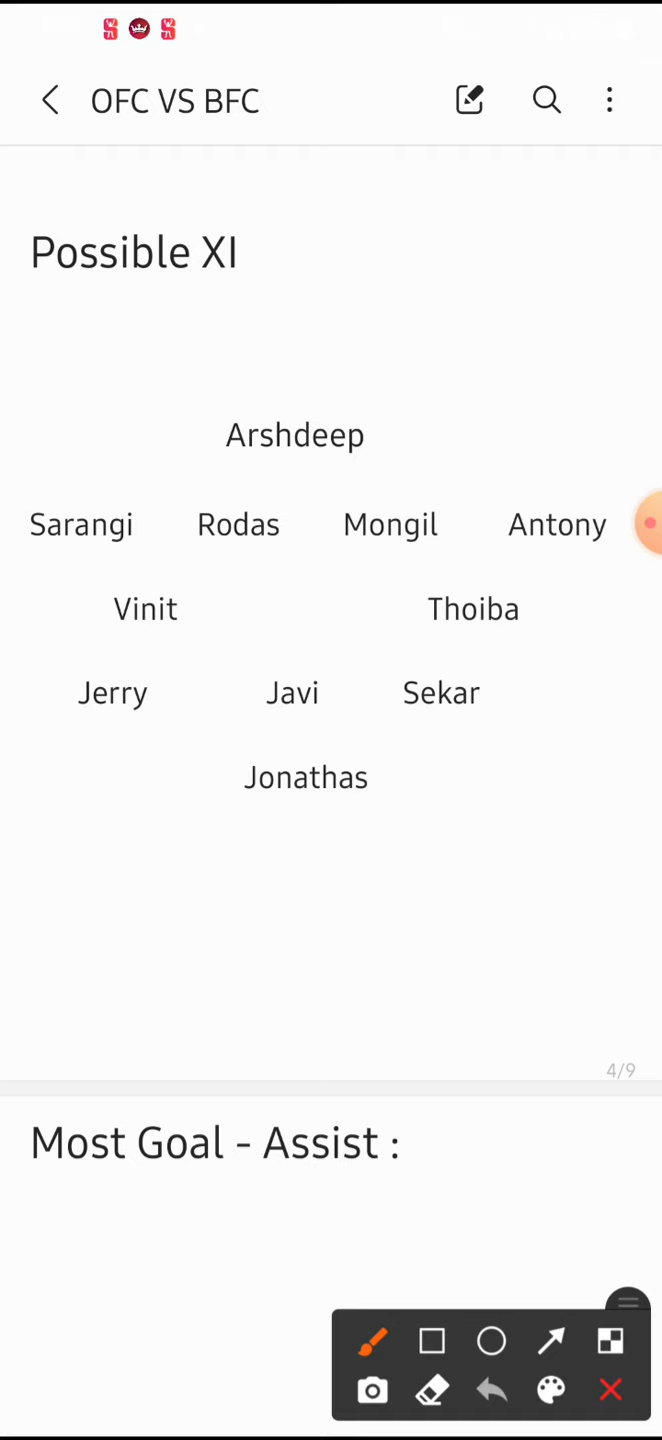 OFC VS BFC
Possible XI
Arshdeep
Sarangi Rodas Mongil Antony
Vinit Thoiba
Jerry Javi Sekar
Jonathas
4/9
Most Goal - Assist :